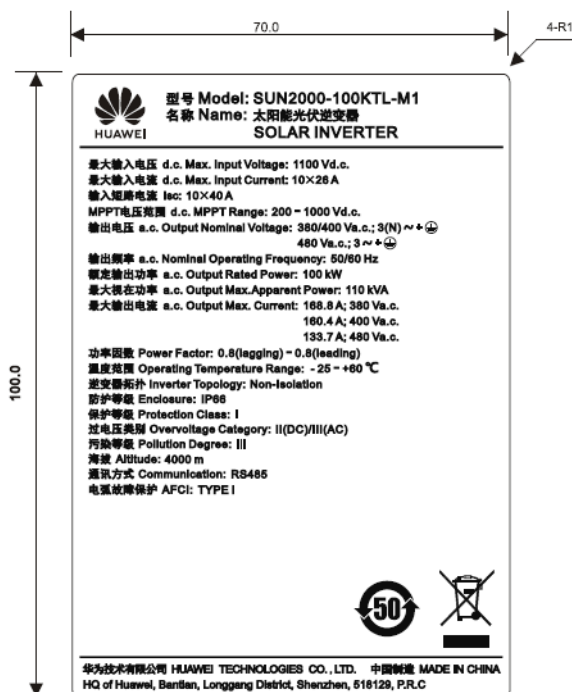 70.0
4-R1
100.0
HUAWEI
型号 Model: SUN2000-100KTL-M1
名称 Name: 太阳能光伏逆变器
SOLAR INVERTER
最大输入电压 d.c. Max. Input Voltage: 1100 Vd.c.
最大输入电流 d.c. Max. Input Current: 10×26 A
输入短路电流 Isc: 10×40 A
MPPT电压范围 d.c. MPPT Range: 200 - 1000 Vd.c.
输出电压 a.c. Output Nominal Voltage: 380/400 Va.c.; 3(N) ~ +
480 Va.c.; 3 ~ +
输出频率 a.c. Nominal Operating Frequency: 50/60 Hz
额定输出功率 a.c. Output Rated Power: 100 kW
最大视在功率 a.c. Output Max.Apparent Power: 110 kVA
最大输出电流 a.c. Output Max. Current: 168.8 A; 380 Va.c.
160.4 A; 400 Va.c.
133.7 A; 480 Va.c.
功率因数 Power Factor: 0.8(lagging) - 0.8(leading)
温度范围 Operating Temperature Range: - 25 - +60 ℃
逆变器拓扑 Inverter Topology: Non-Isolation
防护等级 Enclosure: IP66
保护等级 Protection Class: I
过电压类别 Overvoltage Category: II(DC)/III(AC)
污染等级 Pollution Degree: III
海拔 Altitude: 4000 m
通讯方式 Communication: RS485
电弧故障保护 AFCI: TYPE I
50
华为技术有限公司 HUAWEI TECHNOLOGIES CO., LTD. 中国制造 MADE IN CHINA
HQ of Huawei, Bantian, Longgang District, Shenzhen, 518129, P.R.C